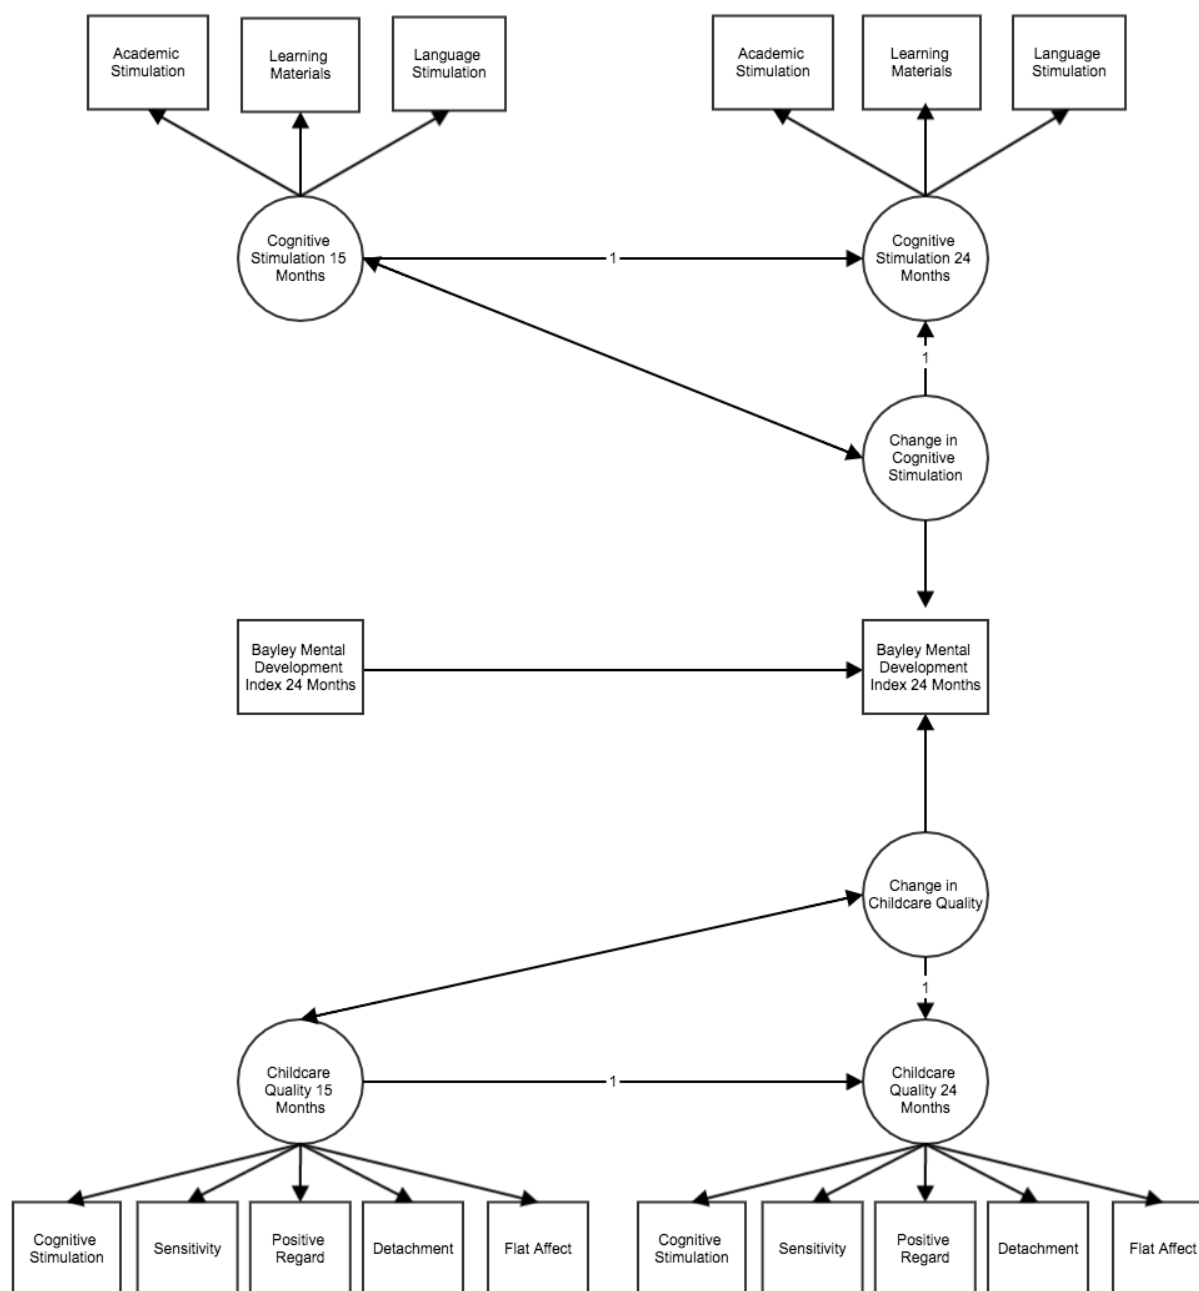 Academic
Stimulation
Learning
Materials
Language
Stimulation
Academic
Stimulation
Learning
Materials
Language
Stimulation
Cognitive
Stimulation 15
Months
1
Cognitive
Stimulation 24
Months
1
Change in
Cognitive
Stimulation
Bayley Mental
Development
Index 24 Months
Bayley Mental
Development
Index 24 Months
Change in
Childcare Quality
1
Childcare
Quality 15
Months
1
Childcare
Quality 24
Months
Cognitive
Stimulation
Sensitivity
Positive
Regard
Detachment
Flat Affect
Cognitive
Stimulation
Sensitivity
Positive
Regard
Detachment
Flat Affect